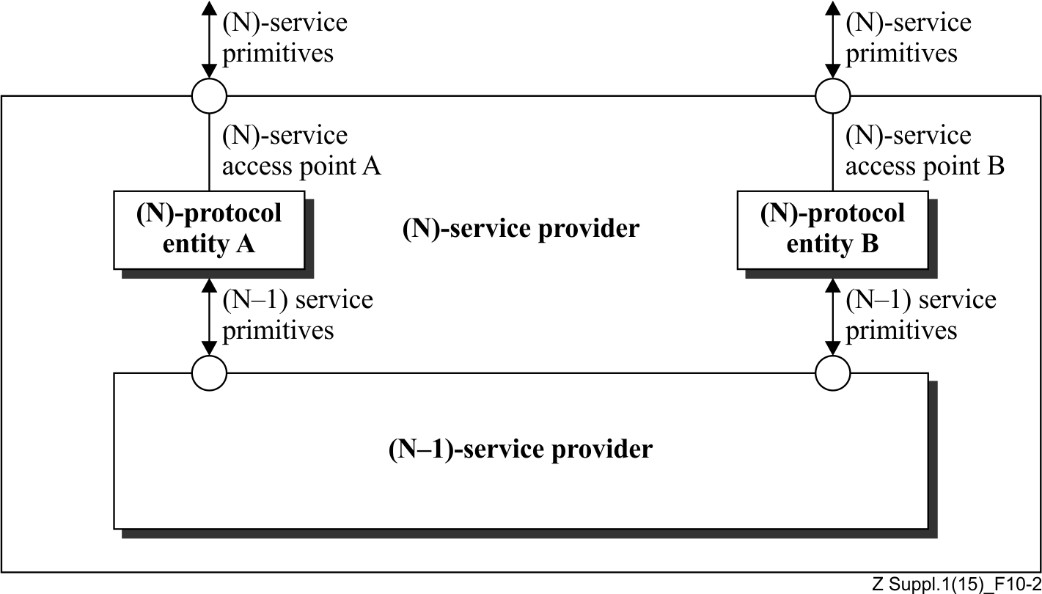 (N)-service
primitives
(N)-service
primitives
(N)-service
access point A
(N)-service
access point B
(N)-protocol
entity A
(N)-service provider
(N)-protocol
entity B
(N–1) service
primitives
(N–1) service
primitives
(N–1)-service provider
Z Suppl.1(15)_F10-2